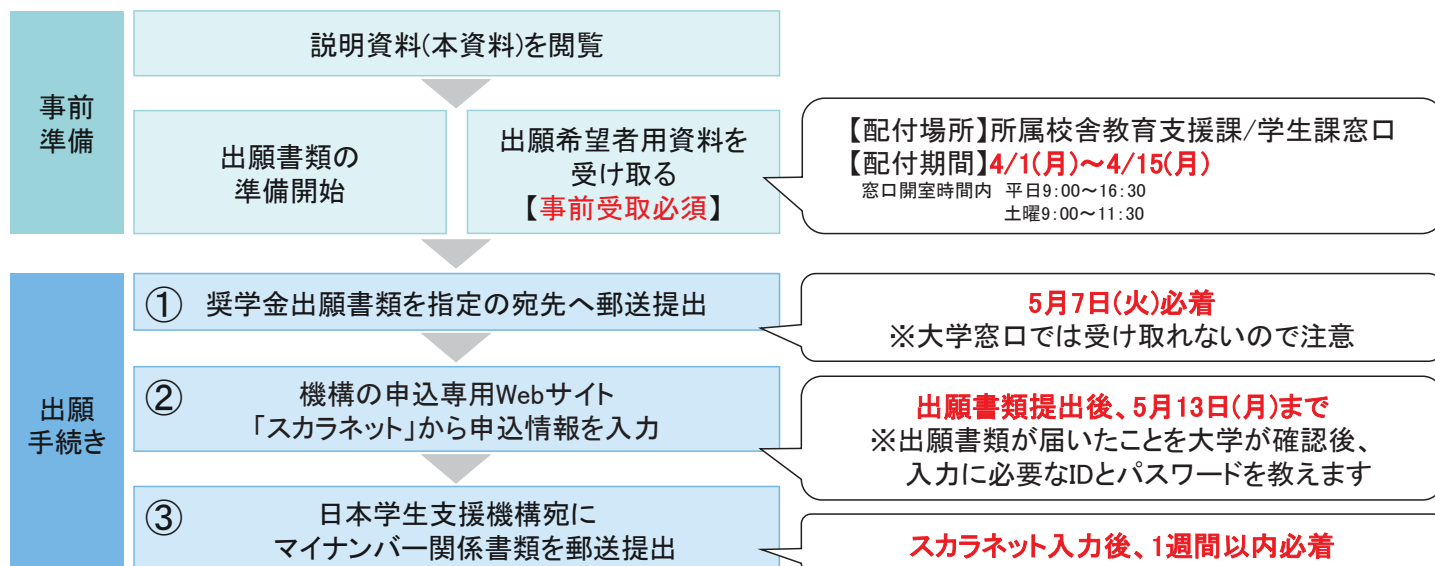 事前
準備
説明資料(本資料)を閲覧
出願書類の
準備開始
出願希望者用資料を
受け取る
【事前受取必須】
【配付場所】所属校舎教育支援課/学生課窓口
【配付期間】4/1(月)～4/15(月)
窓口開室時間内 平日9:00～16:30
土曜9:00～11:30
出願
手続き
① 奨学金出願書類を指定の宛先へ郵送提出
5月7日(火)必着
※大学窓口では受け取れないので注意
② 機構の申込専用Webサイト
「スカラネット」から申込情報を入力
出願書類提出後、5月13日(月)まで
※出願書類が届いたことを大学が確認後、
入力に必要なIDとパスワードを教えます
③ 日本学生支援機構宛に
マイナンバー関係書類を郵送提出
スカラネット入力後、1週間以内必着